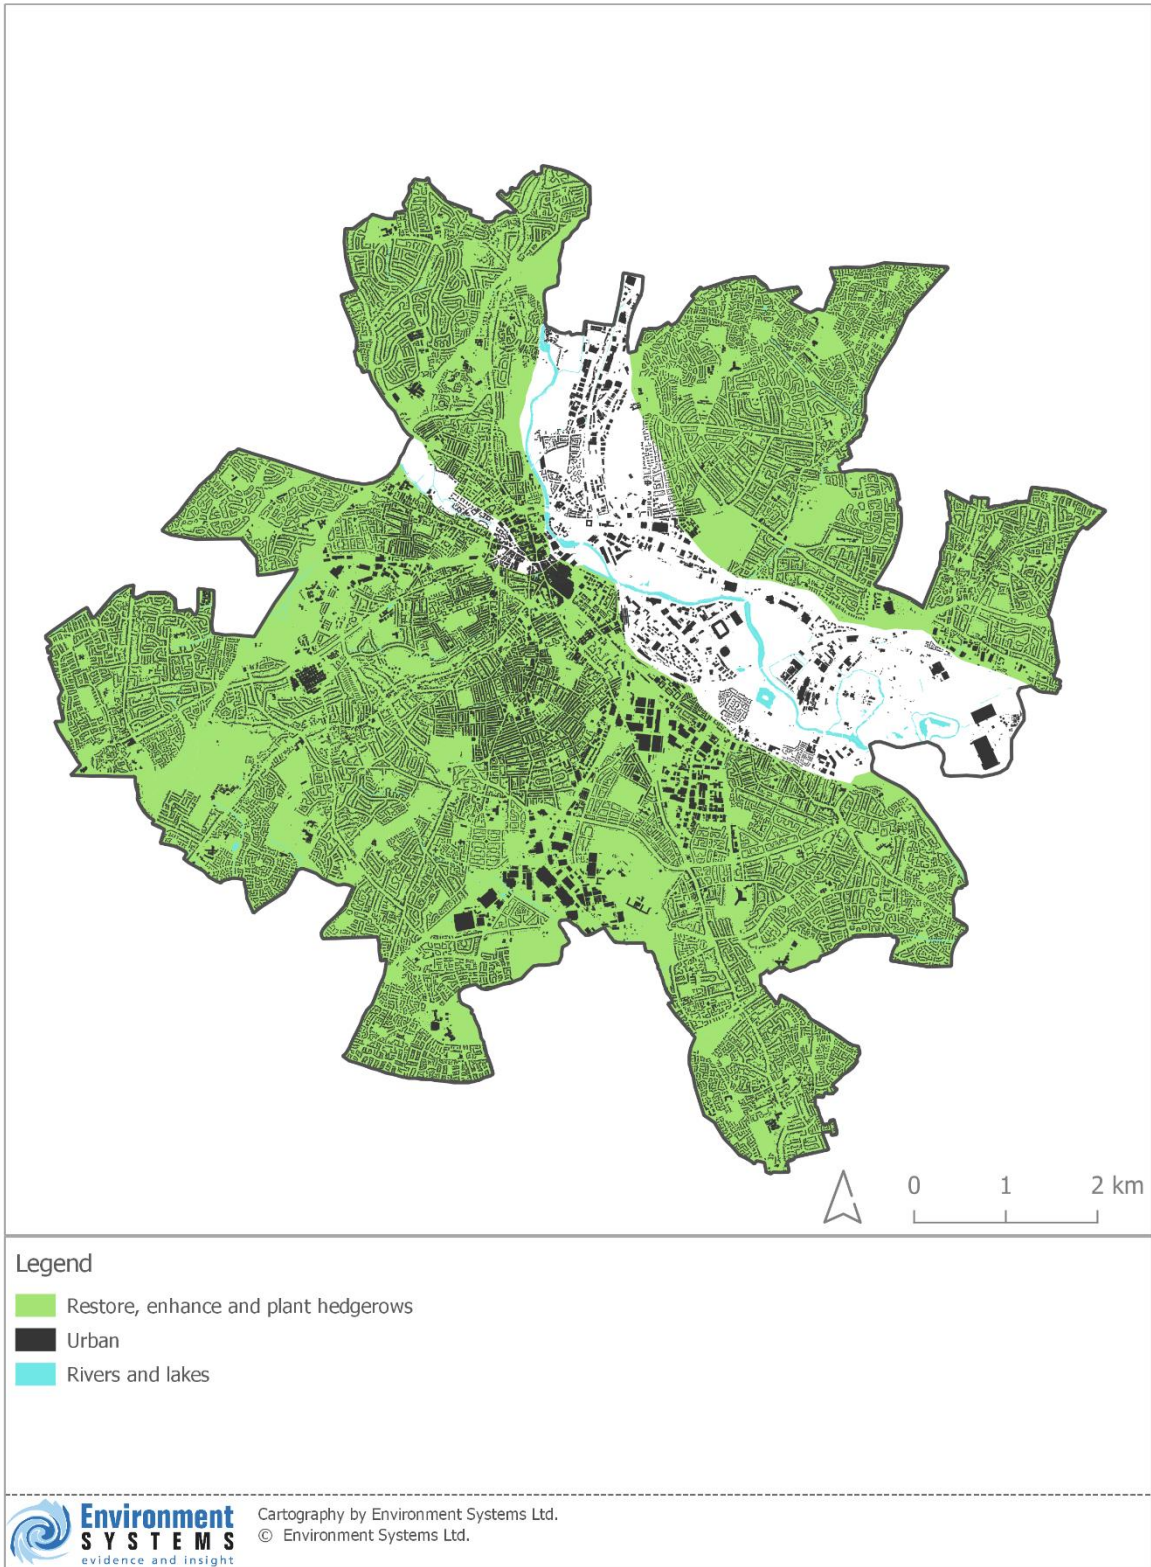 0 1 2 km
Legend
Restore, enhance and plant hedgerows
Urban
Rivers and lakes
Environment
SYSTEMS
evidence and insight
Cartography by Environment Systems Ltd.
© Environment Systems Ltd.